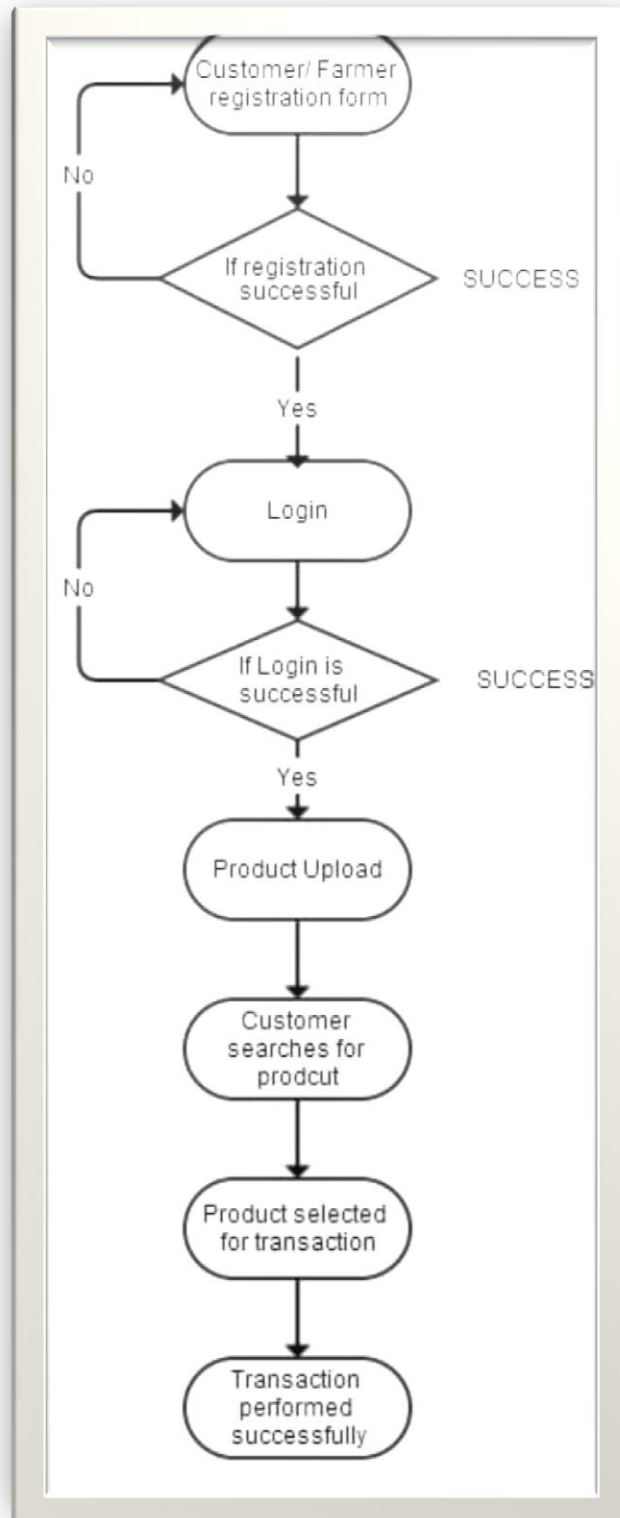 Customer/ Farmer
registration form
No
If registration
successful
SUCCESS
Yes
Login
No
If Login is
successful
SUCCESS
Yes
Product Upload
Customer
searches for
prodcut
Product selected
for transaction
Transaction
performed
successfully